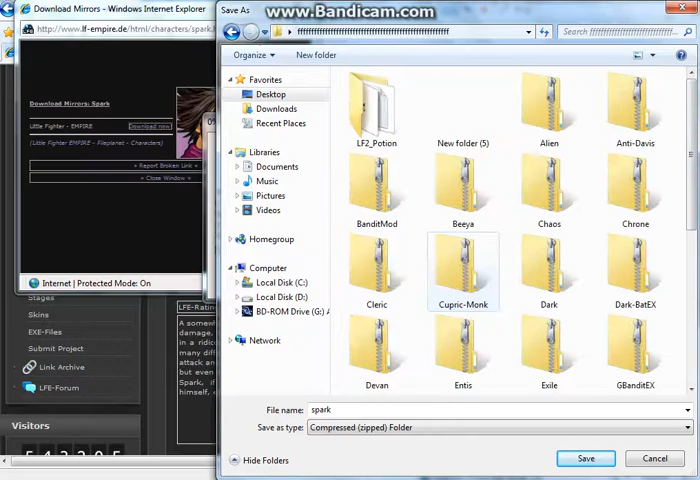 Download Mirrors - Windows Internet Explorer
http://www.lf-empire.de/html/characters/spark.
Download Mirrors: Spark
Little Fighter - EMPIRE
Download now
(Little Fighter EMPIRE - Fileplanet - Characters)
» Report Broken Link «
» Close Window «
Internet | Protected Mode: On
Stages
Skins
EXE-Files
Submit Project
Link Archive
LFE-Forum
Visitors
LFE-Rating
A somewh
damage,
in a ridic
many diff
attack an
but even
Spark, if
himself, e
Save As
www.Bandicam.com
ffffffffffffffffffffffffffffffffffffffffffffffffffffff
Search ffffffffffffffffffffffffffffff...
Organize
New folder
Favorites
Desktop
Downloads
Recent Places
Libraries
Documents
Music
Pictures
Videos
Homegroup
Computer
Local Disk (C:)
Local Disk (D:)
BD-ROM Drive (G:) A
Network
LF2_Potion
New folder (5)
Alien
Anti-Davis
BanditMod
Beeya
Chaos
Chrone
Cleric
Cupric-Monk
Dark
Dark-BatEX
Devan
Entis
Exile
GBanditEX
File name:
spark
Save as type:
Compressed (zipped) Folder
Hide Folders
Save
Cancel